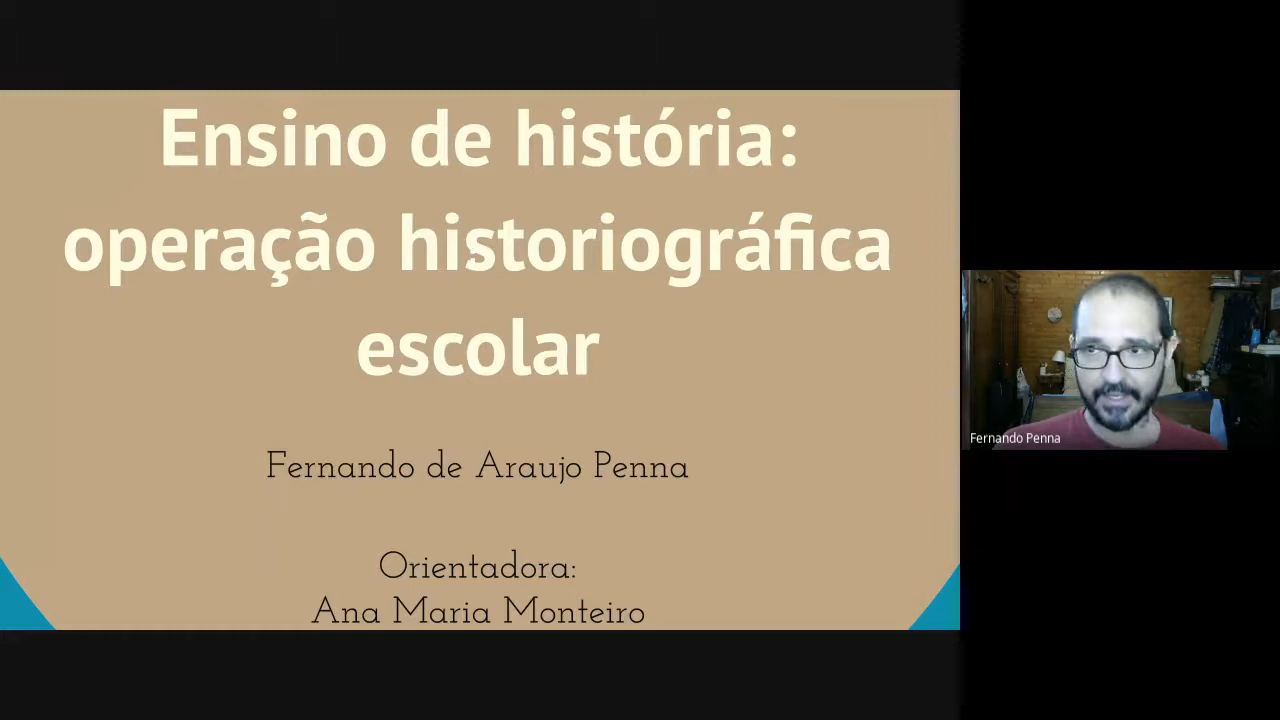 Ensino de história:
operação historiográfica
escolar
Fernando de Araujo Penna
Orientadora:
Ana Maria Monteiro
Fernando Penna